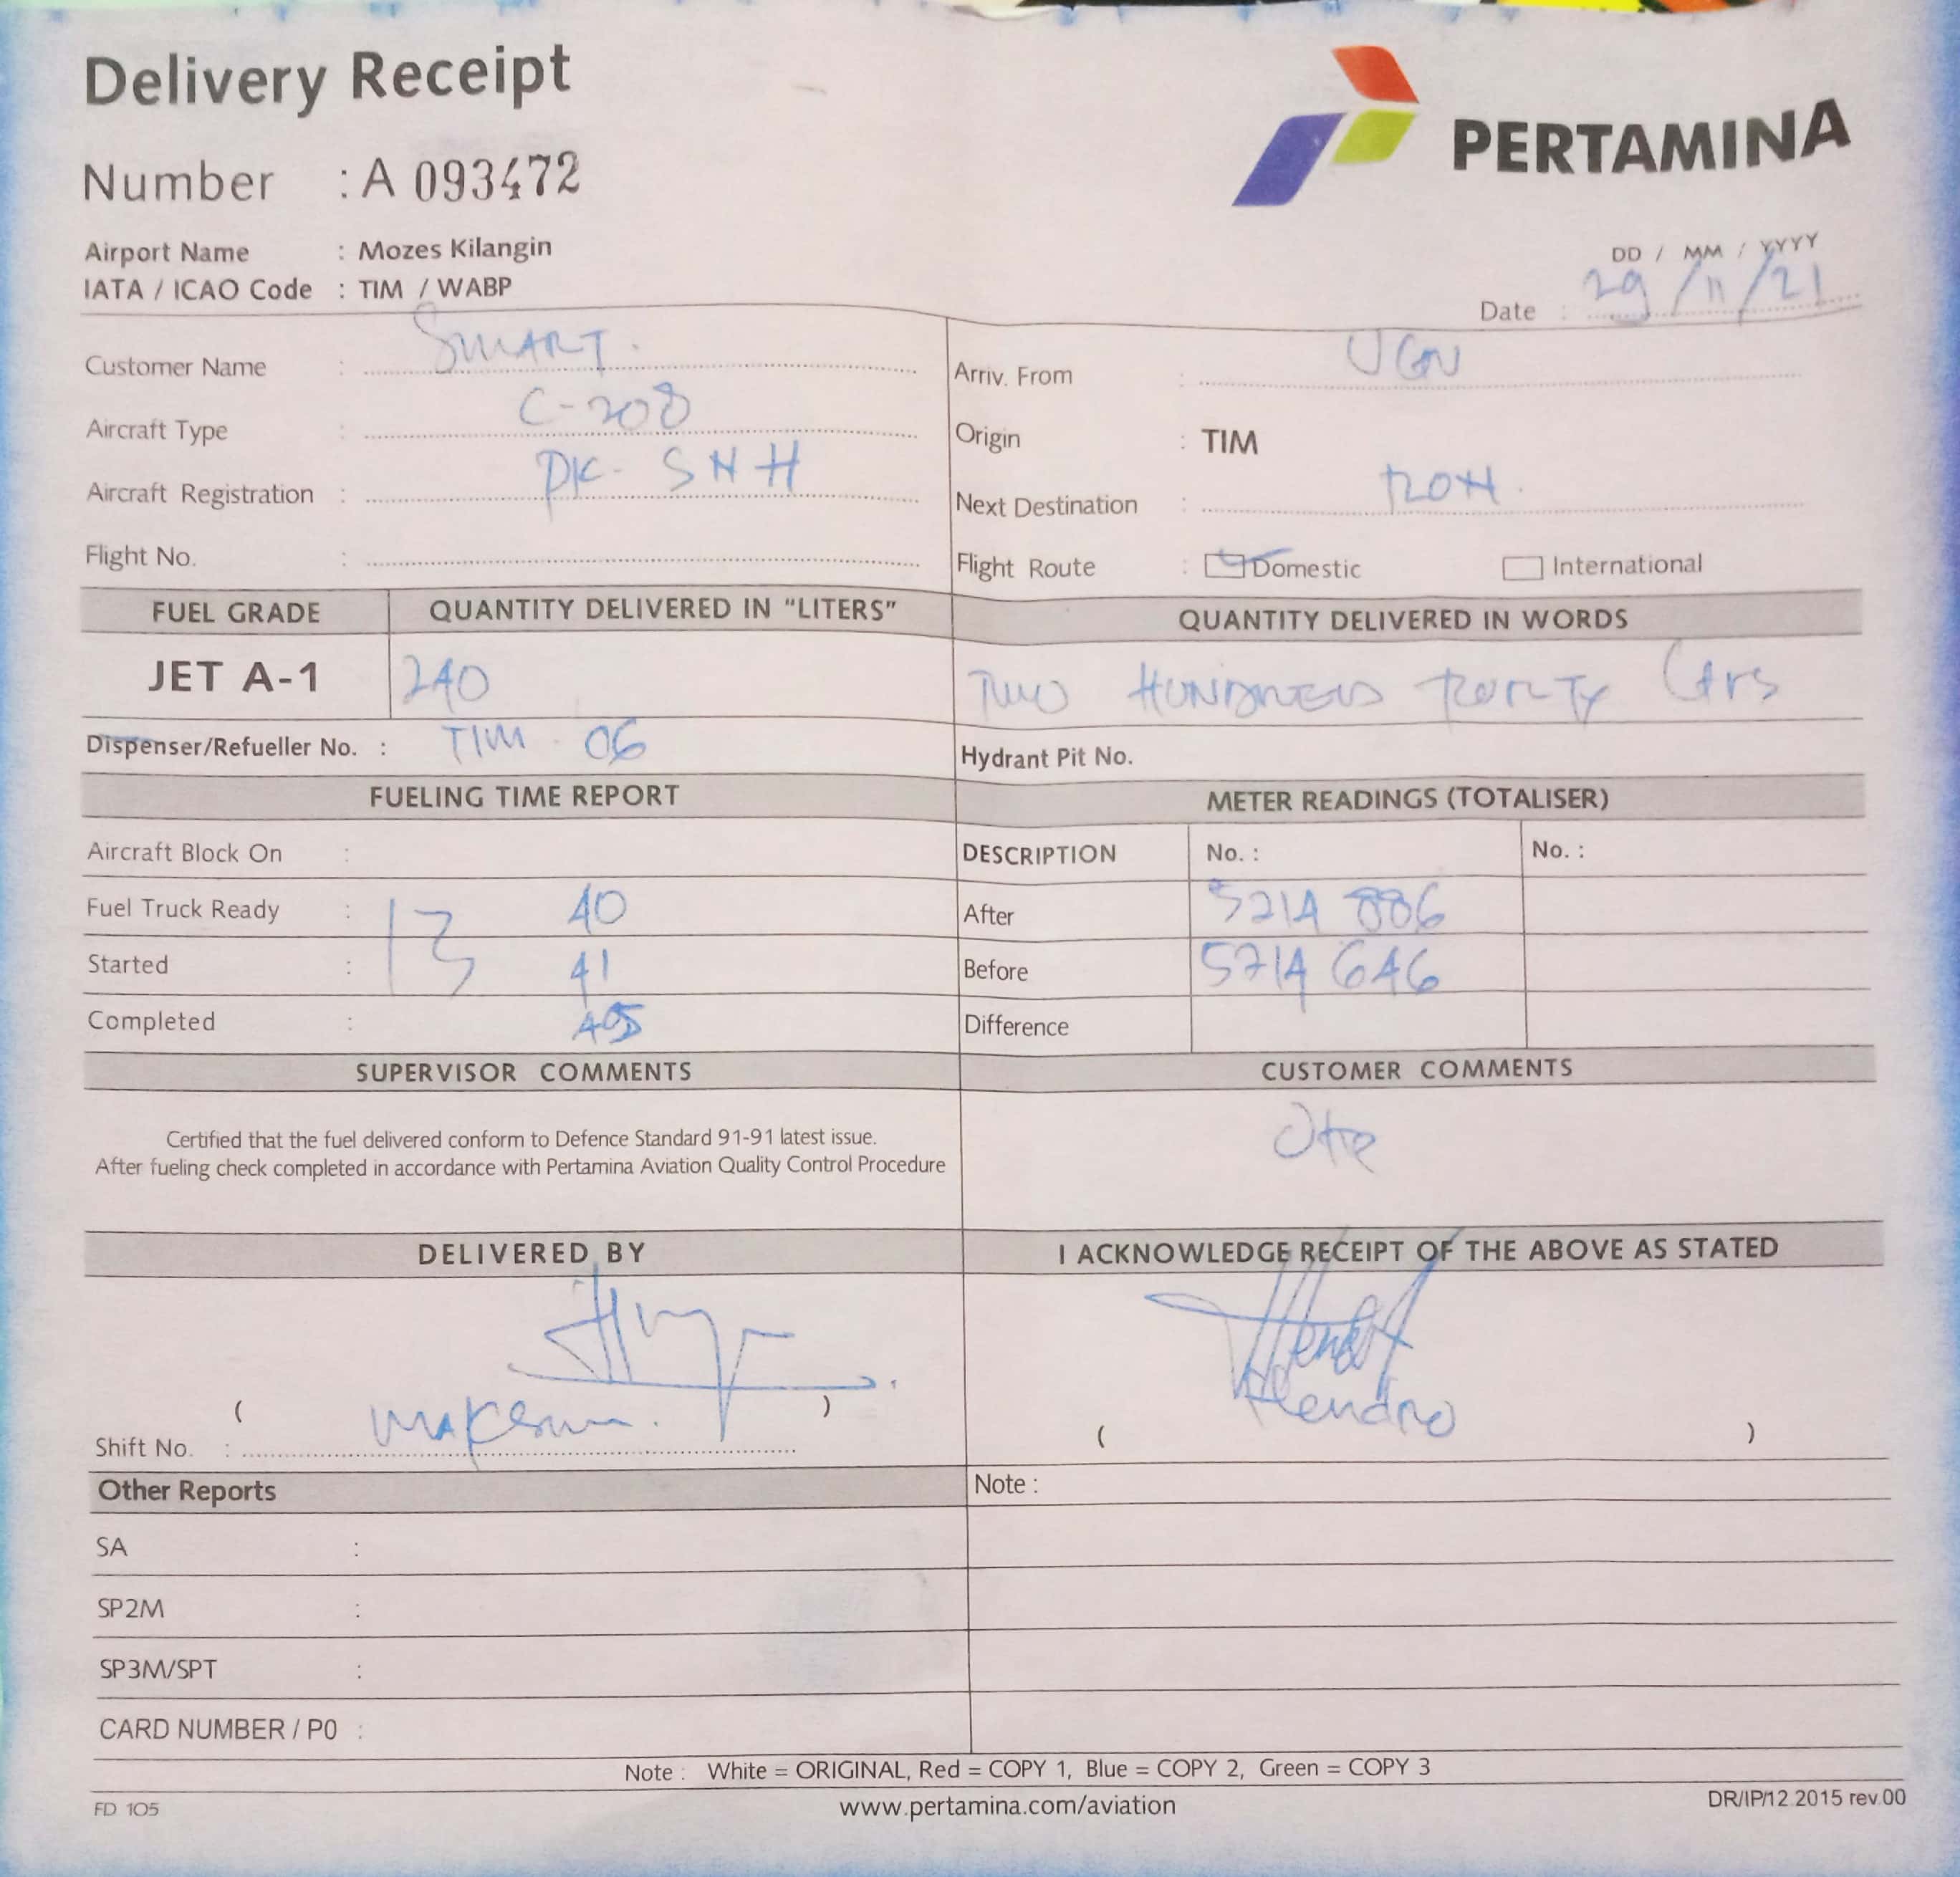 Delivery Receipt
PERTAMINA
Number : A 093472
Airport Name : Mozes Kilangin
IATA / ICAO Code : TIM / WABP
DD / MM / YYYY
Date : 29/11/21
Customer Name : SMART.
Arriv. From : UGN
Aircraft Type : C-208
Origin : TIM
Aircraft Registration : PK-SNH
Next Destination :
Flight No. :
Flight Route : Domestic International
FUEL GRADE QUANTITY DELIVERED IN "LITERS" QUANTITY DELIVERED IN WORDS
JET A-1 240 TWO HUNDRED
Dispenser/Refueller No. : TIM 06
Hydrant Pit No.
FUELING TIME REPORT METER READINGS (TOTALISER)
Aircraft Block On :
DESCRIPTION No. : No. :
Fuel Truck Ready : 13 40
After 5214 886
Started : 41
Before 5214 646
Completed :
Difference
SUPERVISOR COMMENTS CUSTOMER COMMENTS
Certified that the fuel delivered conform to Defence Standard 91-91 latest issue.
After fueling check completed in accordance with Pertamina Aviation Quality Control Procedure
DELIVERED BY I ACKNOWLEDGE RECEIPT OF THE ABOVE AS STATED
( )
( Hendro )
Shift No. :
Other Reports Note :
SA :
SP2M :
SP3M/SPT :
CARD NUMBER / P0 :
Note : White = ORIGINAL, Red = COPY 1, Blue = COPY 2, Green = COPY 3
FD 105 www.pertamina.com/aviation DR/IP/12 2015 rev.00